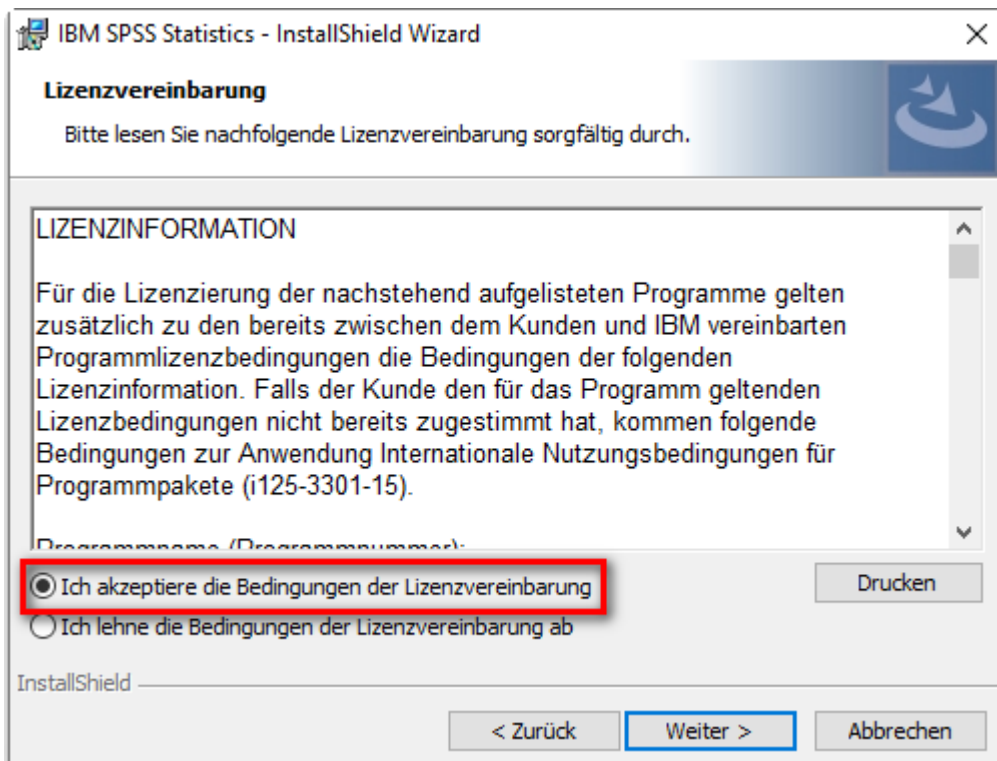 IBM SPSS Statistics - InstallShield Wizard
Lizenzvereinbarung
Bitte lesen Sie nachfolgende Lizenzvereinbarung sorgfältig durch.
LIZENZINFORMATION
Für die Lizenzierung der nachstehend aufgelisteten Programme gelten
zusätzlich zu den bereits zwischen dem Kunden und IBM vereinbarten
Programmlizenzbedingungen die Bedingungen der folgenden
Lizenzinformation. Falls der Kunde den für das Programm geltenden
Lizenzbedingungen nicht bereits zugestimmt hat, kommen folgende
Bedingungen zur Anwendung Internationale Nutzungsbedingungen für
Programmpakete (i125-3301-15).
Programmname (Programmnummer):
Ich akzeptiere die Bedingungen der Lizenzvereinbarung
Drucken
Ich lehne die Bedingungen der Lizenzvereinbarung ab
InstallShield
< Zurück
Weiter >
Abbrechen